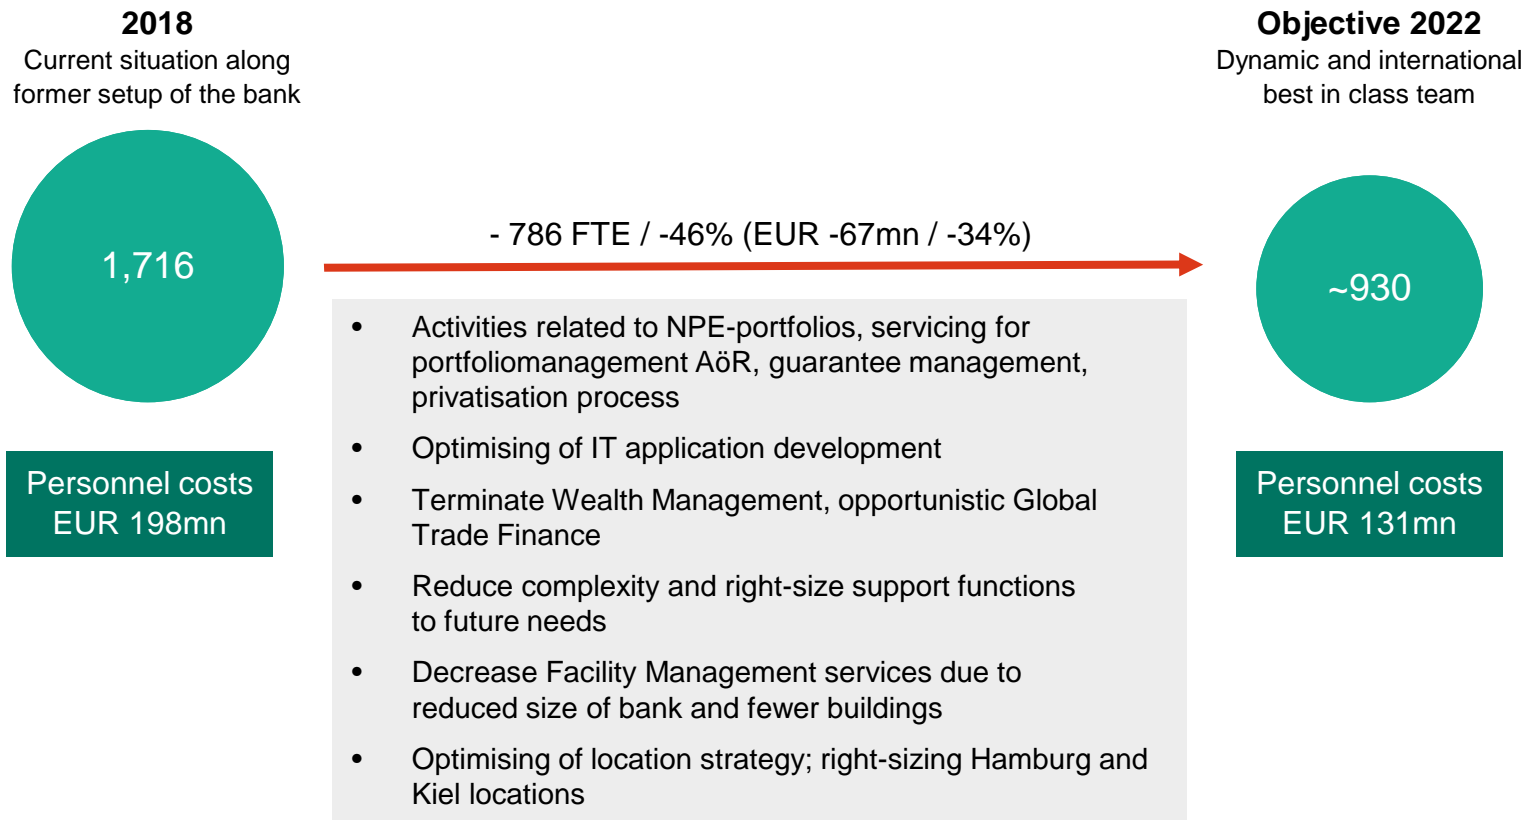 2018
Current situation along
former setup of the bank
1,716
Personnel costs
EUR 198mn
- 786 FTE / -46% (EUR -67mn / -34%)
• Activities related to NPE-portfolios, servicing for
portfoliomanagement AöR, guarantee management,
privatisation process
• Optimising of IT application development
• Terminate Wealth Management, opportunistic Global
Trade Finance
• Reduce complexity and right-size support functions
to future needs
• Decrease Facility Management services due to
reduced size of bank and fewer buildings
• Optimising of location strategy; right-sizing Hamburg and
Kiel locations
Objective 2022
Dynamic and international
best in class team
~930
Personnel costs
EUR 131mn